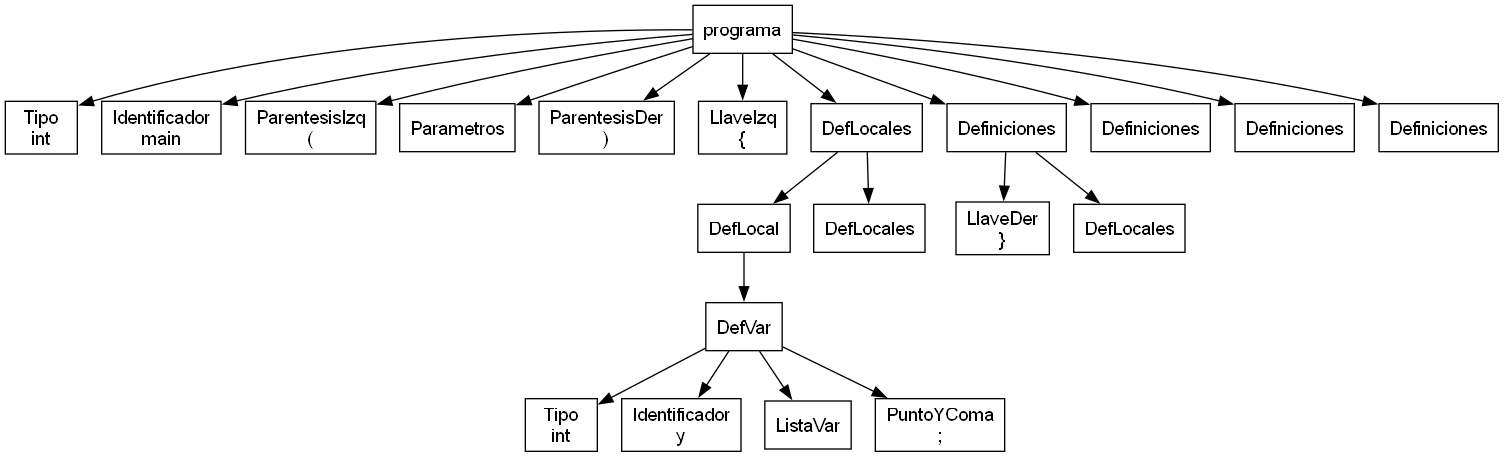 programa
Tipo
int
Identificador
main
ParentesisIzq
(
Parametros
ParentesisDer
)
LlaveIzq
{
DefLocales
Definiciones
Definiciones
Definiciones
Definiciones
DefLocal
DefLocales
LlaveDer
}
DefLocales
DefVar
Tipo
int
Identificador
y
ListaVar
PuntoYComa
;